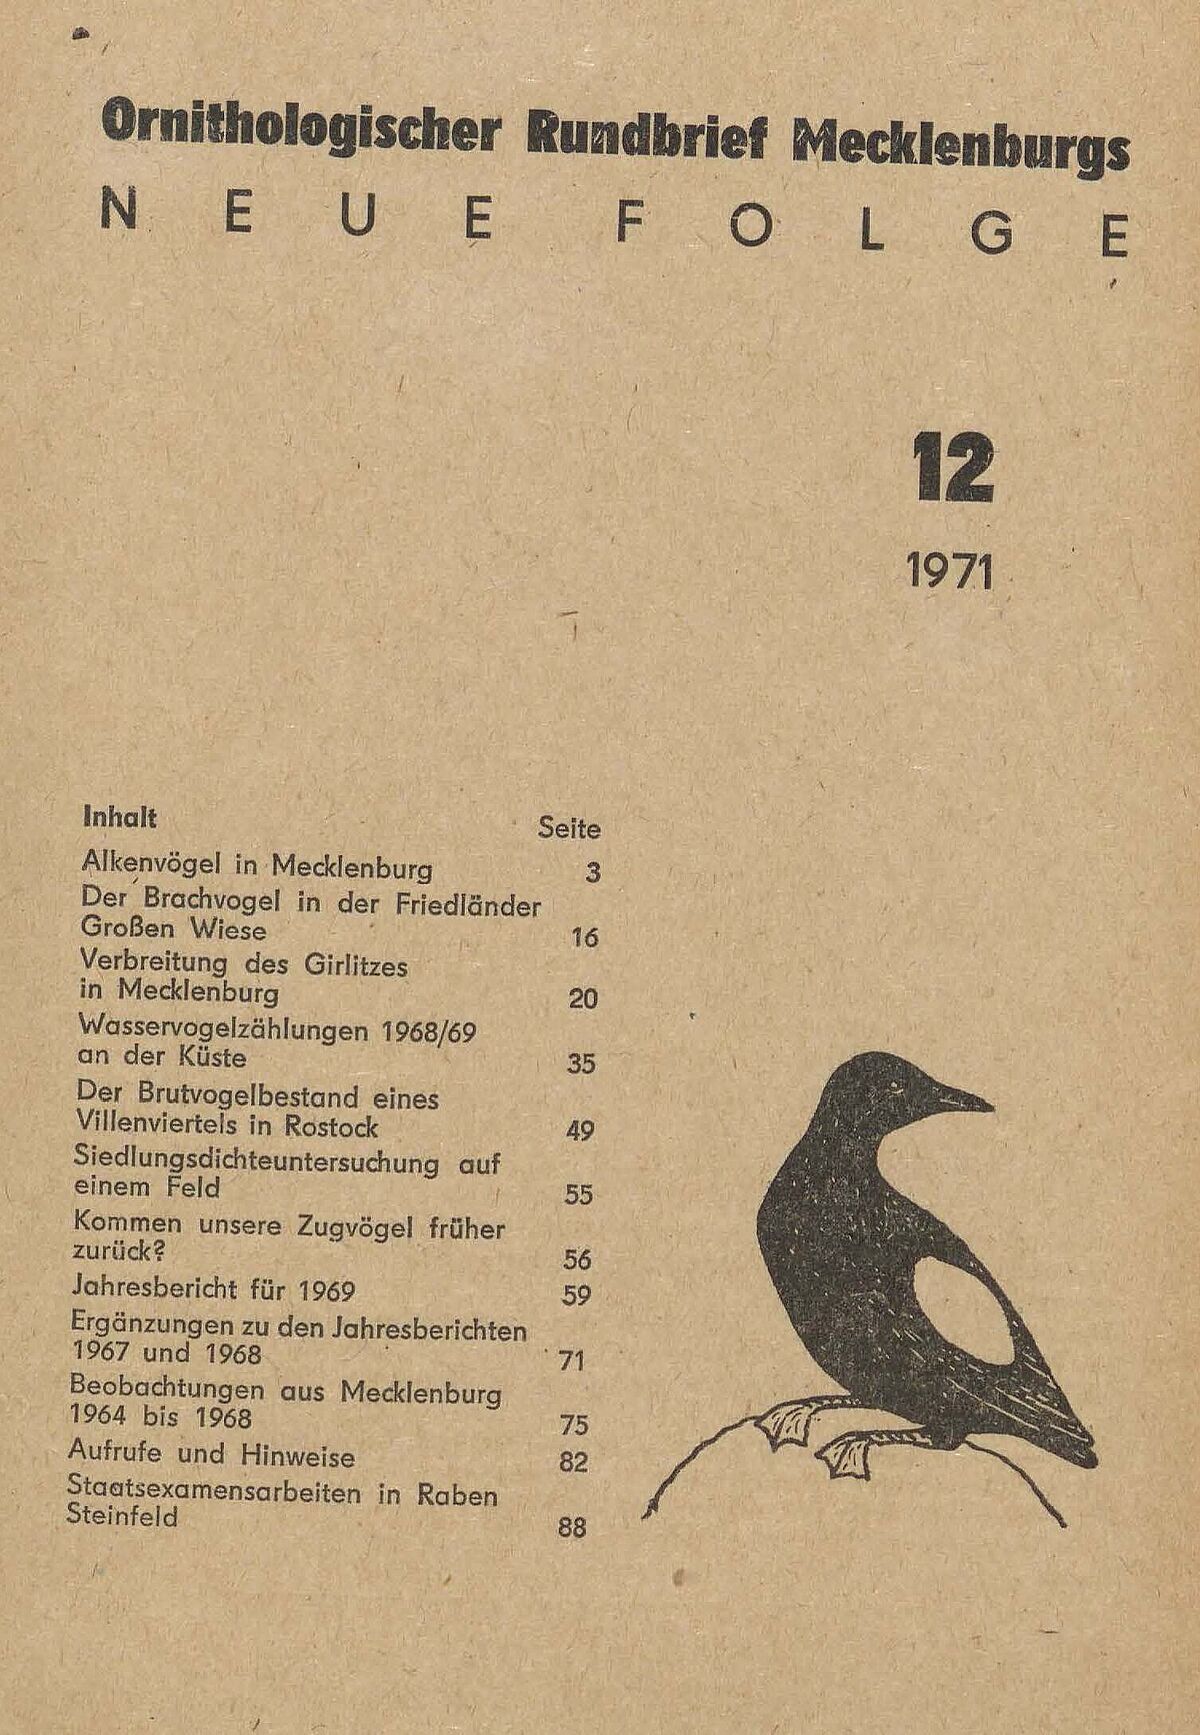 Ornithologischer Rundbrief Mecklenburgs
NEUE FOLGE
12
1971
Inhalt Seite
Alkenvögel in Mecklenburg 3
Der Brachvogel in der Friedländer
Großen Wiese 16
Verbreitung des Girlitzes
in Mecklenburg 20
Wasservogelzählungen 1968/69
an der Küste 35
Der Brutvogelbestand eines
Villenviertels in Rostock 49
Siedlungsdichteuntersuchung auf
einem Feld 55
Kommen unsere Zugvögel früher
zurück? 56
Jahresbericht für 1969 59
Ergänzungen zu den Jahresberichten
1967 und 1968 71
Beobachtungen aus Mecklenburg
1964 bis 1968 75
Aufrufe und Hinweise 82
Staatsexamensarbeiten in Raben
Steinfeld 88